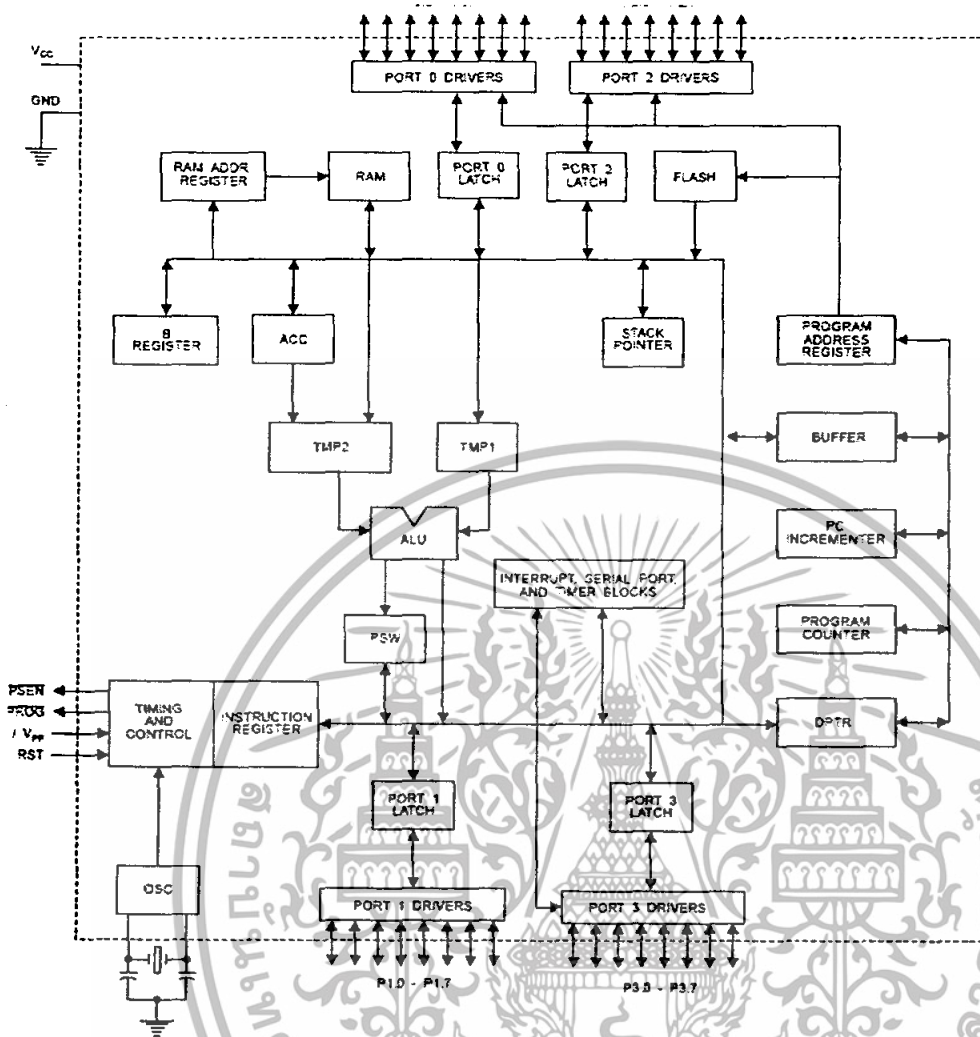 VCC
GND
PORT 0 DRIVERS
PORT 2 DRIVERS
RAM ADDR
REGISTER
RAM
PORT 0
LATCH
PORT 2
LATCH
FLASH
B
REGISTER
ACC
STACK
POINTER
PROGRAM
ADDRESS
REGISTER
TMP2
TMP1
BUFFER
ALU
PC
INCREMENTER
INTERRUPT, SERIAL PORT,
AND TIMER BLOCKS
PSW
PROGRAM
COUNTER
PSEN
PROG
/ VPP
RST
TIMING
AND
CONTROL
INSTRUCTION
REGISTER
DPTR
PORT 1
LATCH
PORT 3
LATCH
OSC
PORT 1 DRIVERS
PORT 3 DRIVERS
P1.0 - P1.7
P3.0 - P3.7